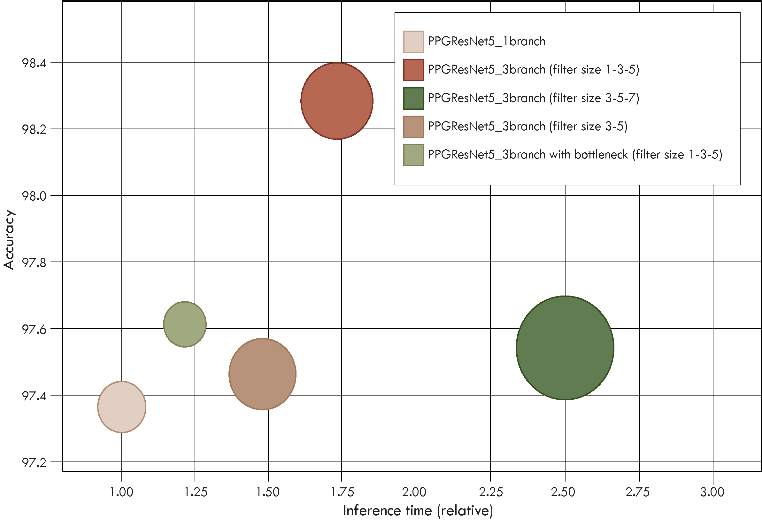 PPGResNet5_1branch
PPGResNet5_3branch (filter size 1-3-5)
PPGResNet5_3branch (filter size 3-5-7)
PPGResNet5_3branch (filter size 3-5)
PPGResNet5_3branch with bottleneck (filter size 1-3-5)
98.4
98.2
98.0
97.8
97.6
97.4
97.2
Accuracy
1.00 1.25 1.50 1.75 2.00 2.25 2.50 2.75 3.00
Inference time (relative)